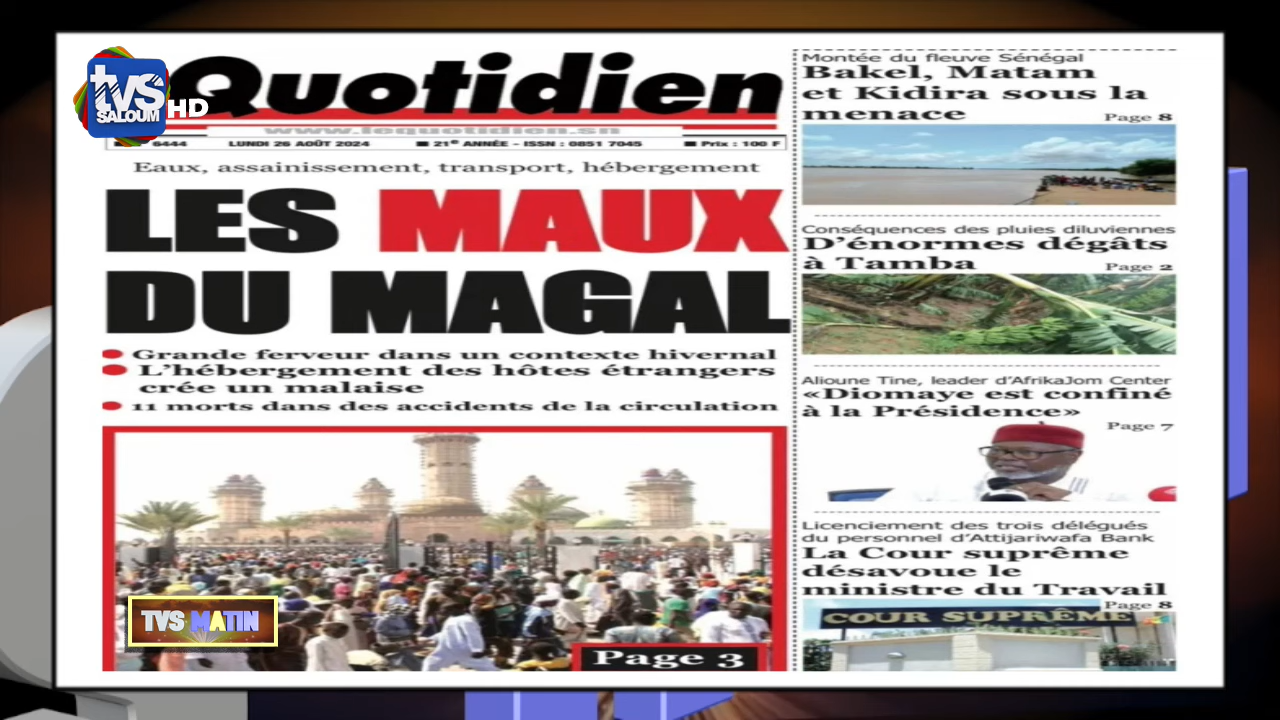 tvs
SALOUM
HD
Quotidien
www.lequotidien.sn
6444
LUNDI 26 AOÛT 2024
21e ANNÉE - ISSN : 0851 7045
Prix : 100 F
Eaux, assainissement, transport, hébergement
LES MAUX
DU MAGAL
Grande ferveur dans un contexte hivernal
L'hébergement des hôtes étrangers
crée un malaise
11 morts dans des accidents de la circulation
TVS MATIN
Page 3
Montée du fleuve Sénégal
Bakel, Matam
et Kidira sous la
menace
Page 8
Conséquences des pluies diluviennes
D'énormes dégâts
à Tamba
Page 2
Alioune Tine, leader d'AfrikaJom Center
«Diomaye est confiné
à la Présidence»
Page 7
Licenciement des trois délégués
du personnel d'Attijariwafa Bank
La Cour suprême
désavoue le
ministre du Travail
Page 8
COUR SUPRÊME